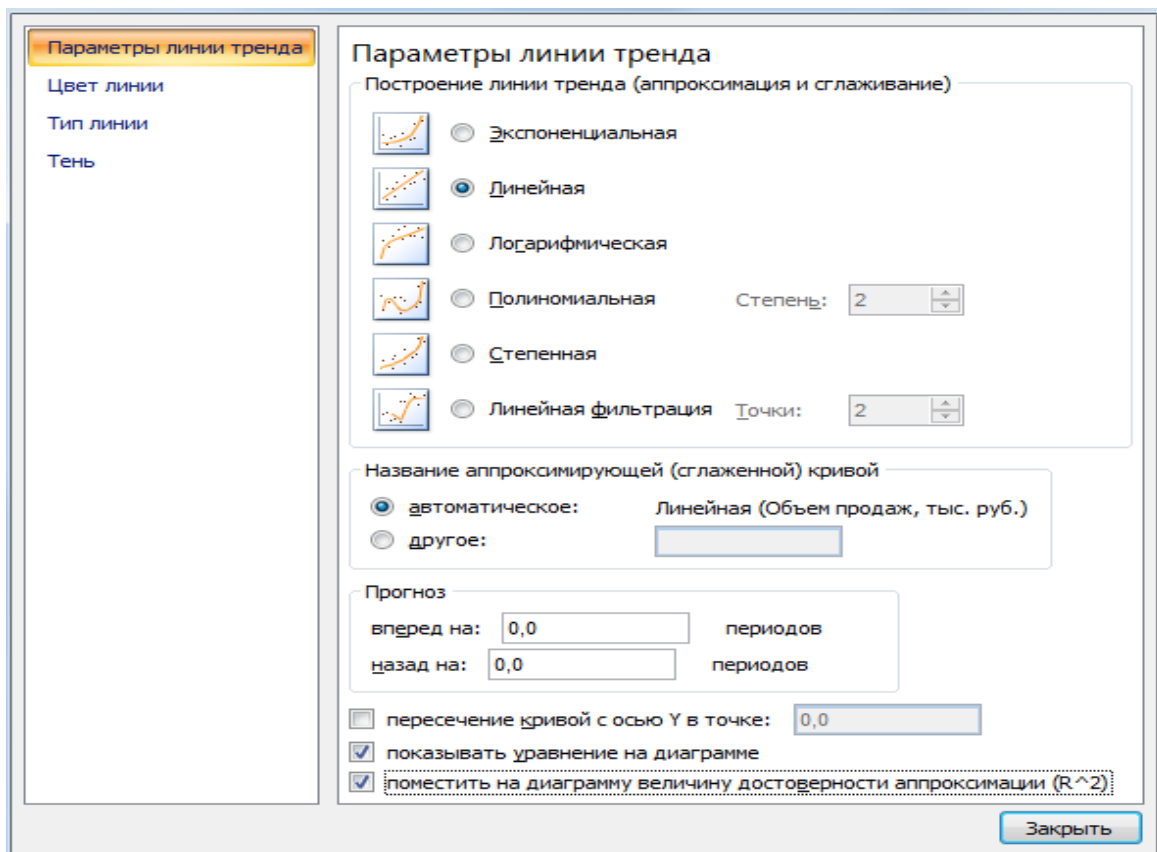 Параметры линии тренда
Цвет линии
Тип линии
Тень
Параметры линии тренда
Построение линии тренда (аппроксимация и сглаживание)
Экспоненциальная
Линейная
Логарифмическая
Полиномиальная Степень: 2
Степенная
Линейная фильтрация Точки: 2
Название аппроксимирующей (сглаженной) кривой
автоматическое: Линейная (Объем продаж, тыс. руб.)
другое:
Прогноз
вперед на: 0,0 периодов
назад на: 0,0 периодов
пересечение кривой с осью Y в точке: 0,0
показывать уравнение на диаграмме
поместить на диаграмму величину достоверности аппроксимации (R^2)
Закрыть